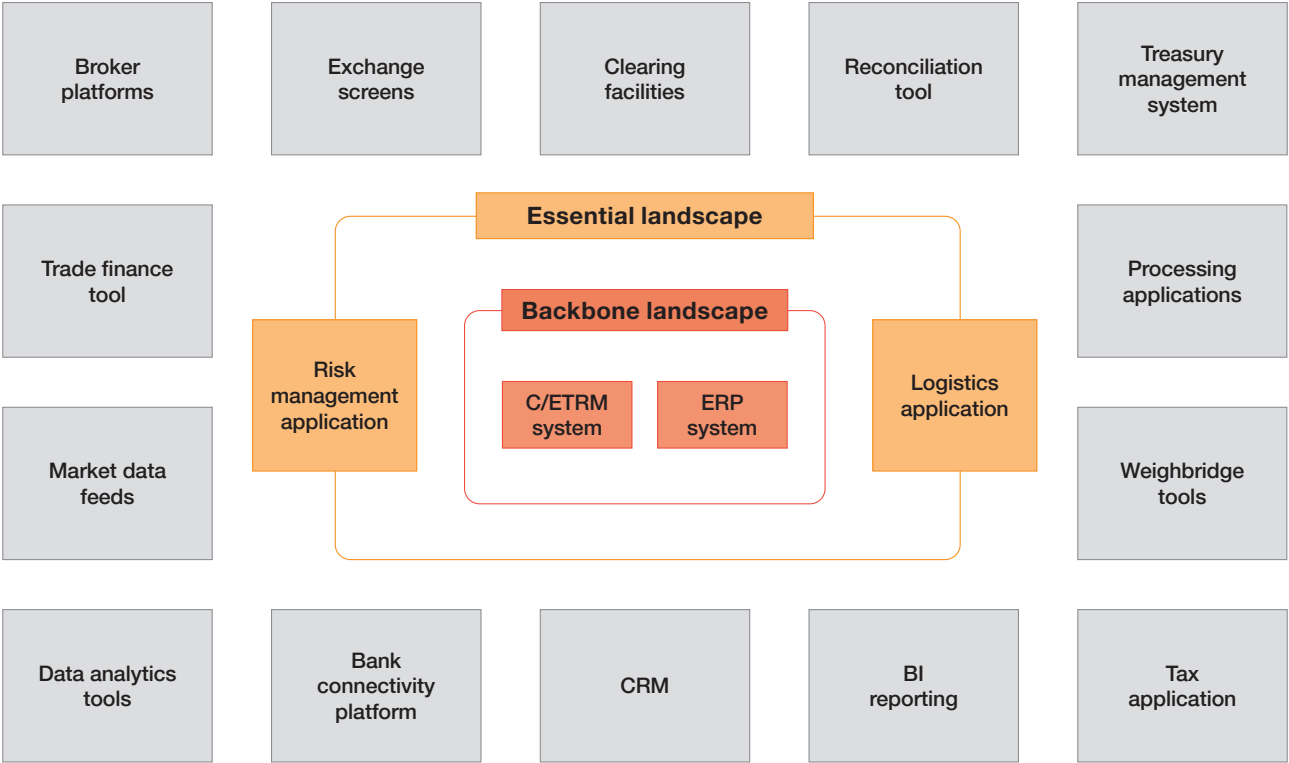 Broker
platforms
Exchange
screens
Clearing
facilities
Reconciliation
tool
Treasury
management
system
Essential landscape
Trade finance
tool
Processing
applications
Backbone landscape
Risk
management
application
C/ETRM
system
ERP
system
Logistics
application
Market data
feeds
Weighbridge
tools
Data analytics
tools
Bank
connectivity
platform
CRM
BI
reporting
Tax
application